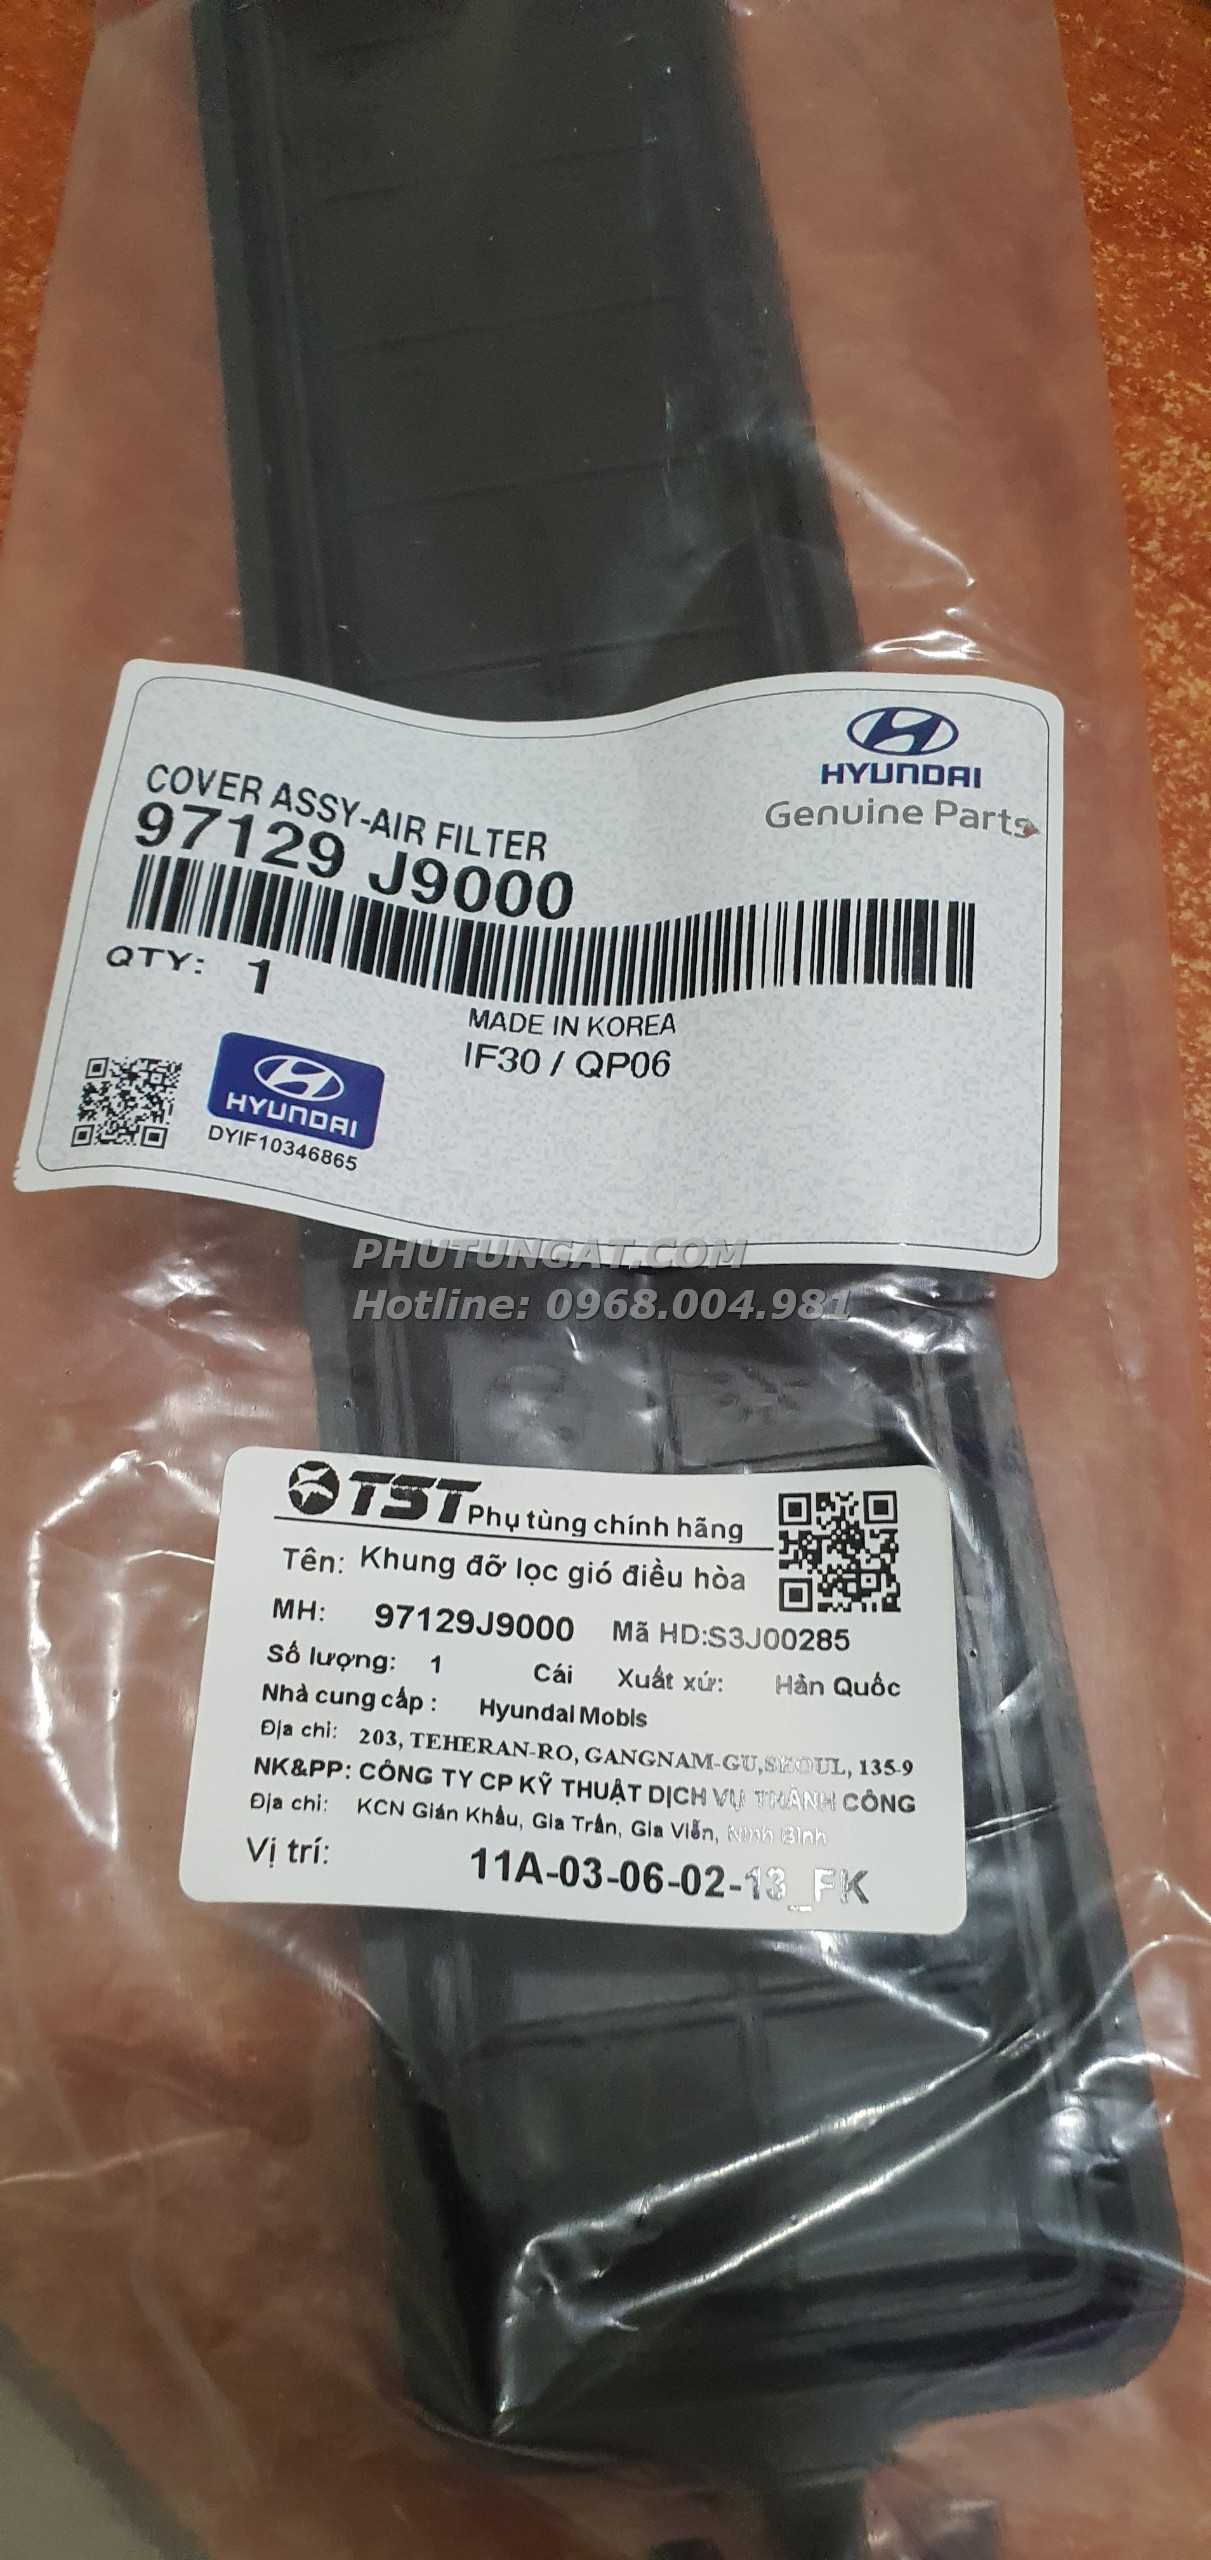 HYUNDAI
Genuine Parts
COVER ASSY-AIR FILTER
97129 J9000
QTY: 1
MADE IN KOREA
IF30 / QP06
HYUNDAI
DYIF10346865
PHUTUNGAT.COM
Hotline: 0968.004.981
TST Phụ tùng chính hãng
Tên: Khung đỡ lọc gió điều hòa
MH: 97129J9000 Mã HD:S3J00285
Số lượng: 1 Cái Xuất xứ: Hàn Quốc
Nhà cung cấp : Hyundai Mobis
Địa chỉ: 203, TEHERAN-RO, GANGNAM-GU,SEOUL, 135-9
NK&PP: CÔNG TY CP KỸ THUẬT DỊCH VỤ THÀNH CÔNG
Địa chỉ: KCN Gián Khẩu, Gia Trấn, Gia Viễn, Ninh Bình
Vị trí: 11A-03-06-02-13_FK